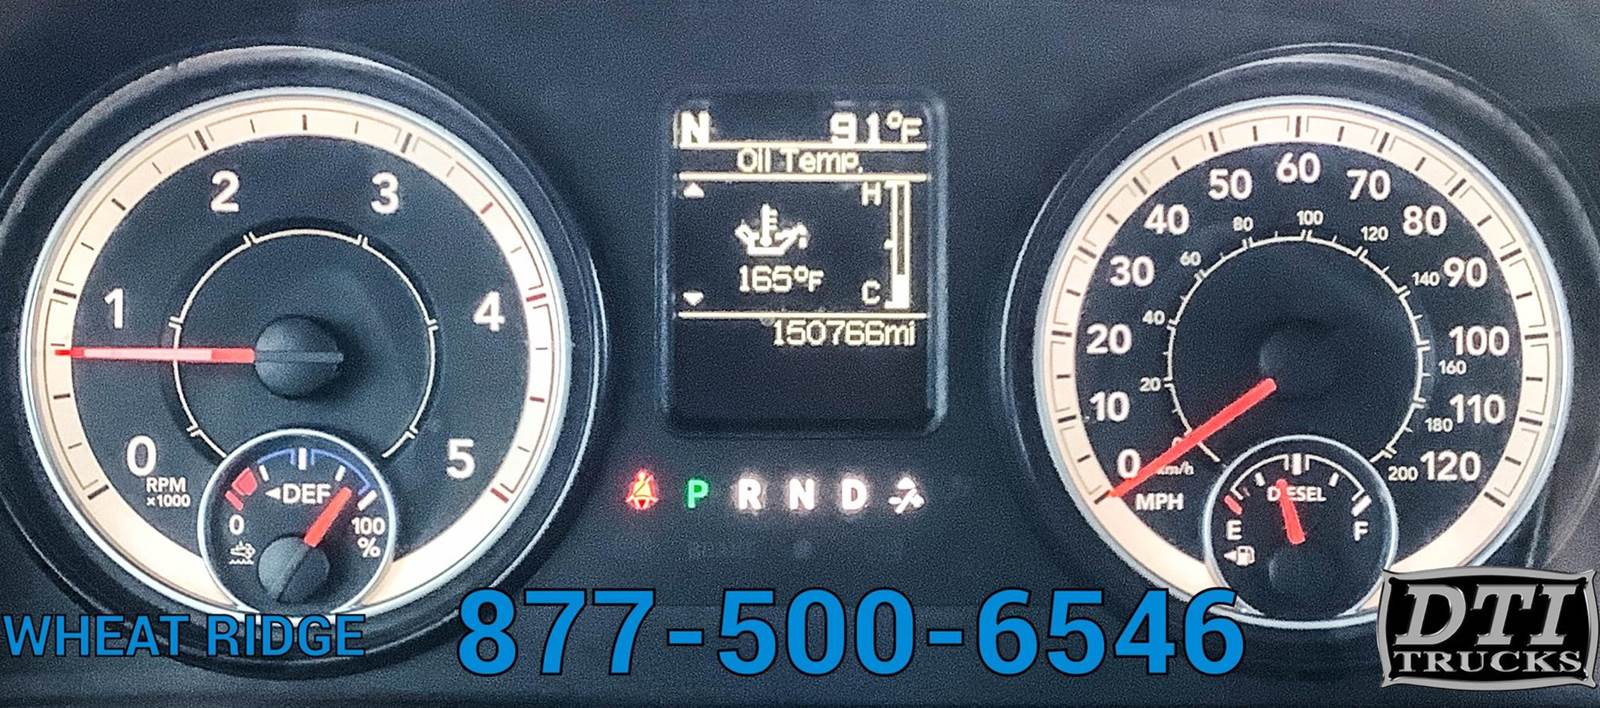 N 91°F
Oil Temp.
H
165°F
C
150766mi
0 1 2 3 4 5
RPM
x1000
DEF
0 100
%
P R N D
0 10 20 30 40 50 60 70 80 90 100 110 120
MPH
20 40 60 80 100 120 140 160 180 200
km/h
DIESEL
E F
WHEAT RIDGE
877-500-6546
DTI
TRUCKS